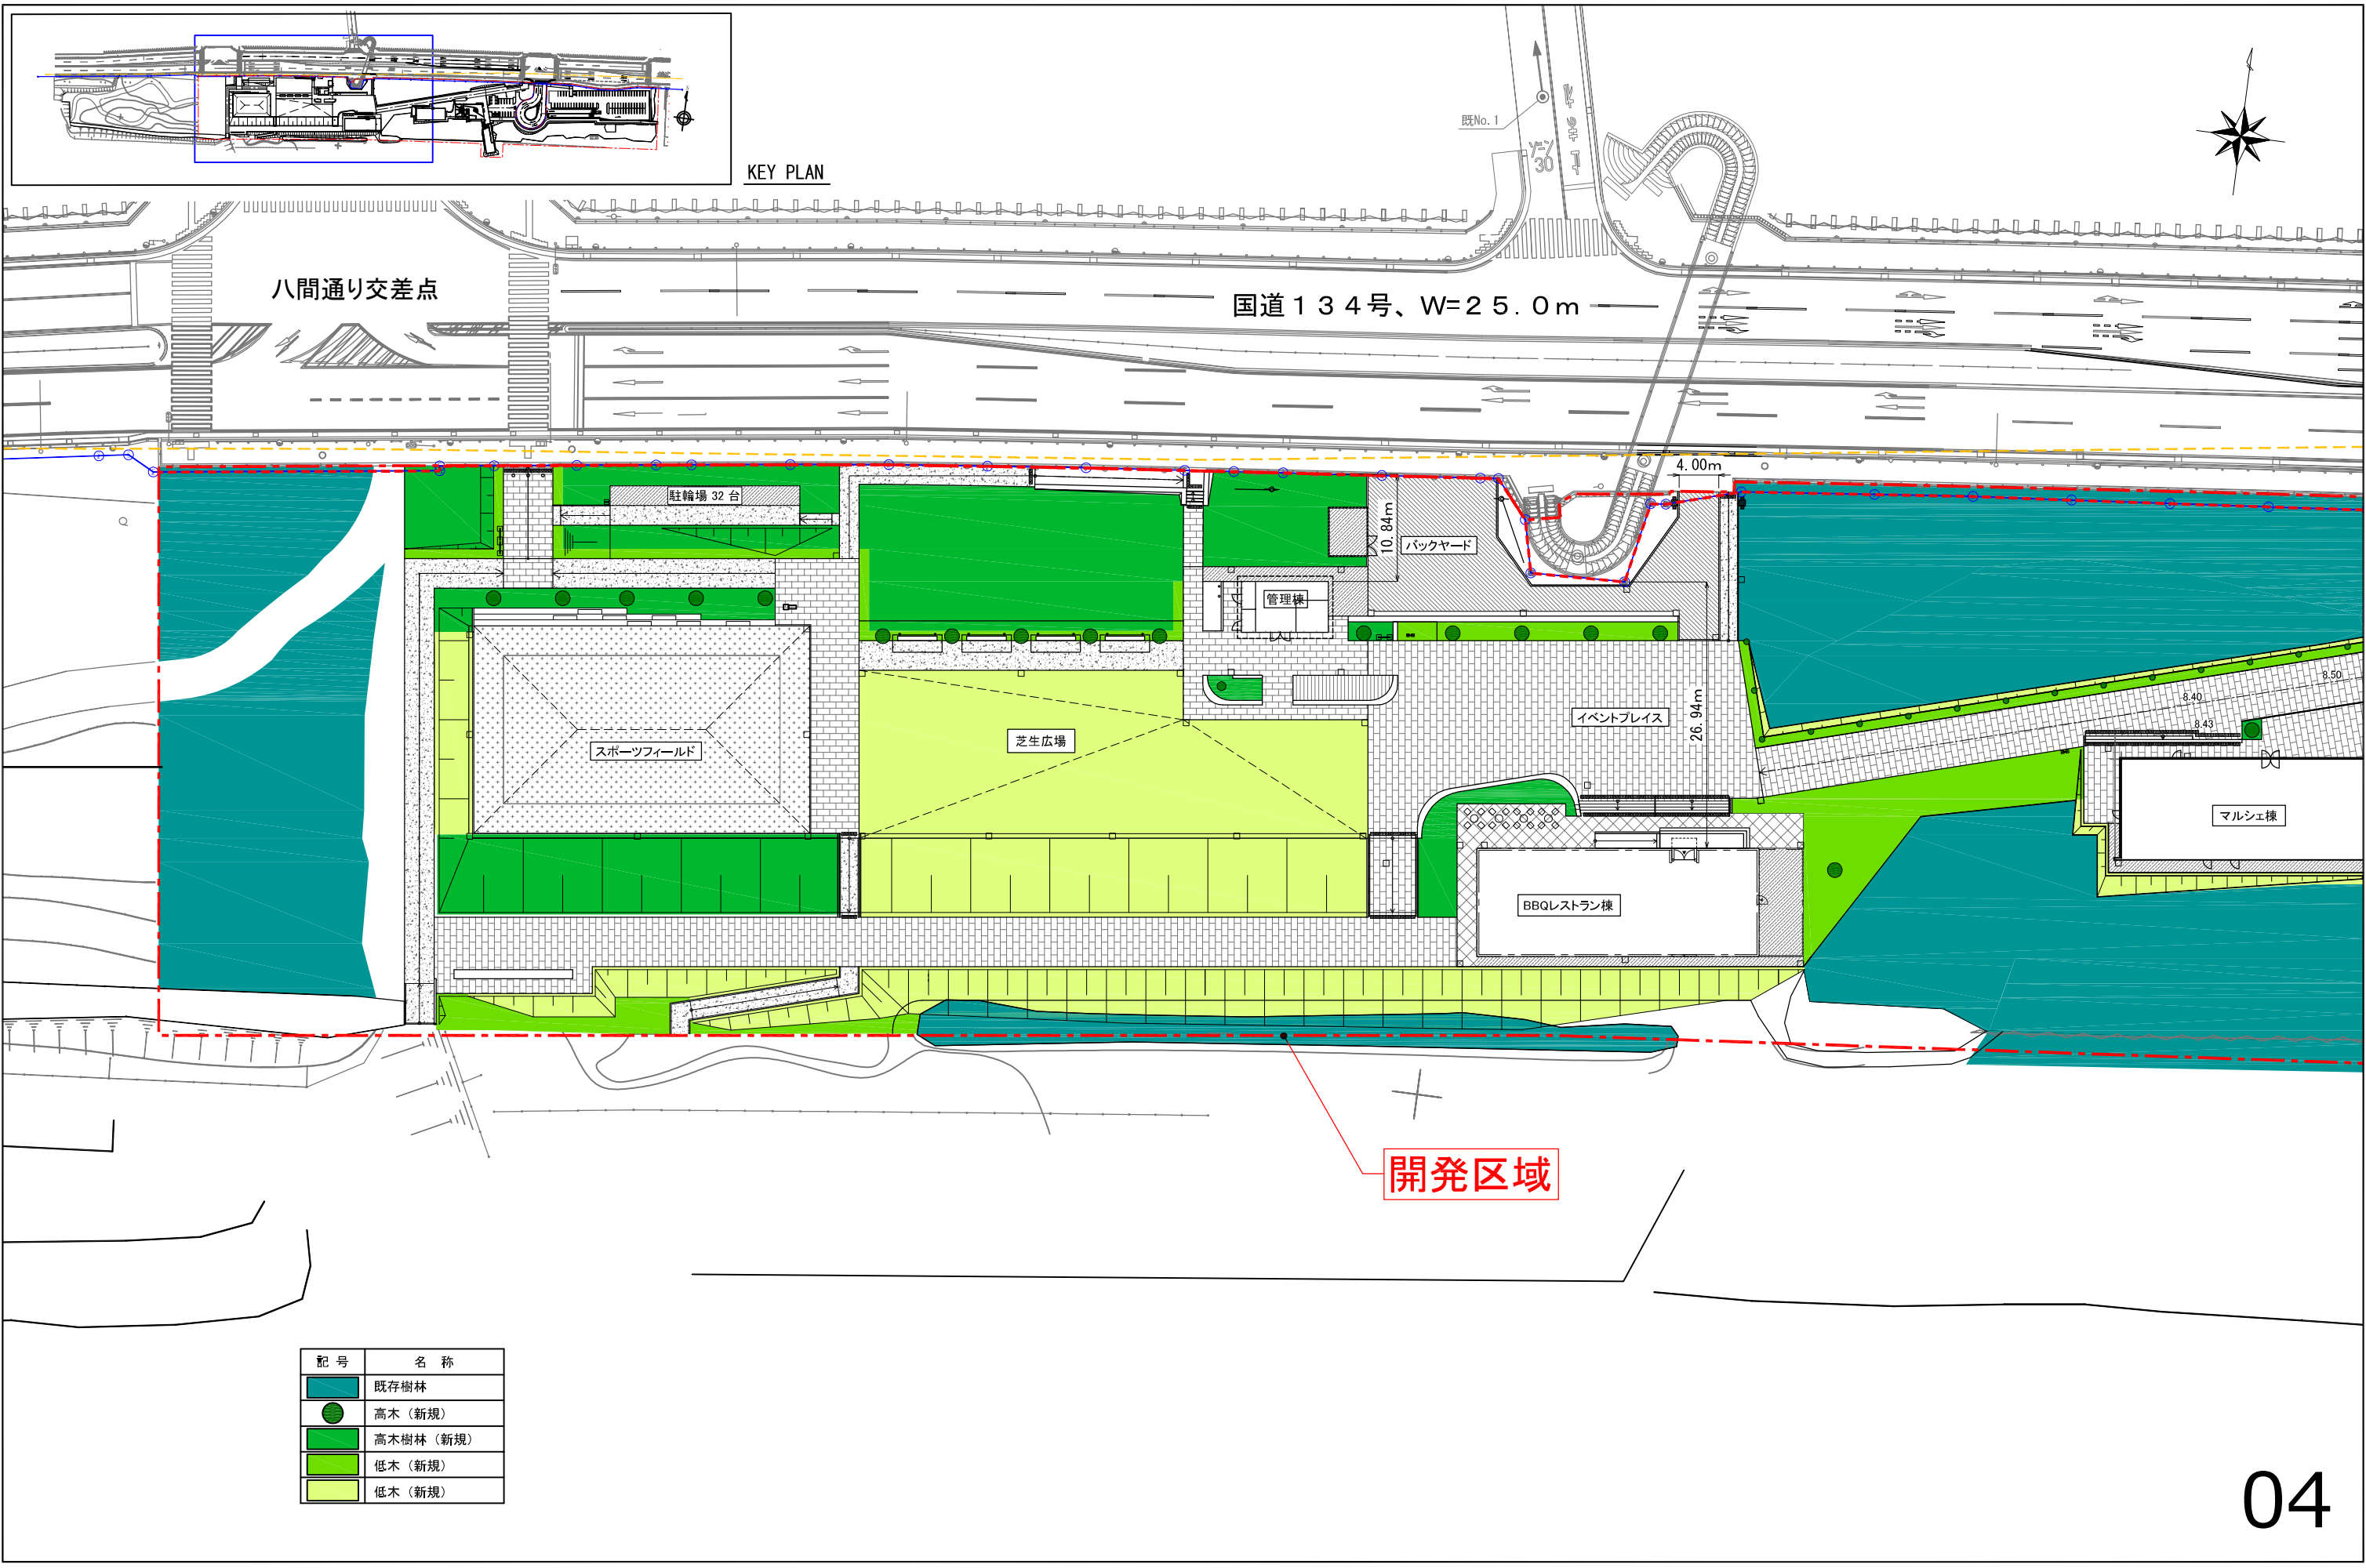 KEY PLAN
既No.1
ゾーン
30
八間通り交差点
国道134号、W=25.0m
4.00m
駐輪場 32 台
10.84m
バックヤード
管理棟
26.94m
イベントプレイス
8.50
8.40
8.43
スポーツフィールド
芝生広場
マルシェ棟
BBQレストラン棟
開発区域
記 号 名 称
既存樹林
高木（新規）
高木樹林（新規）
低木（新規）
低木（新規）
04